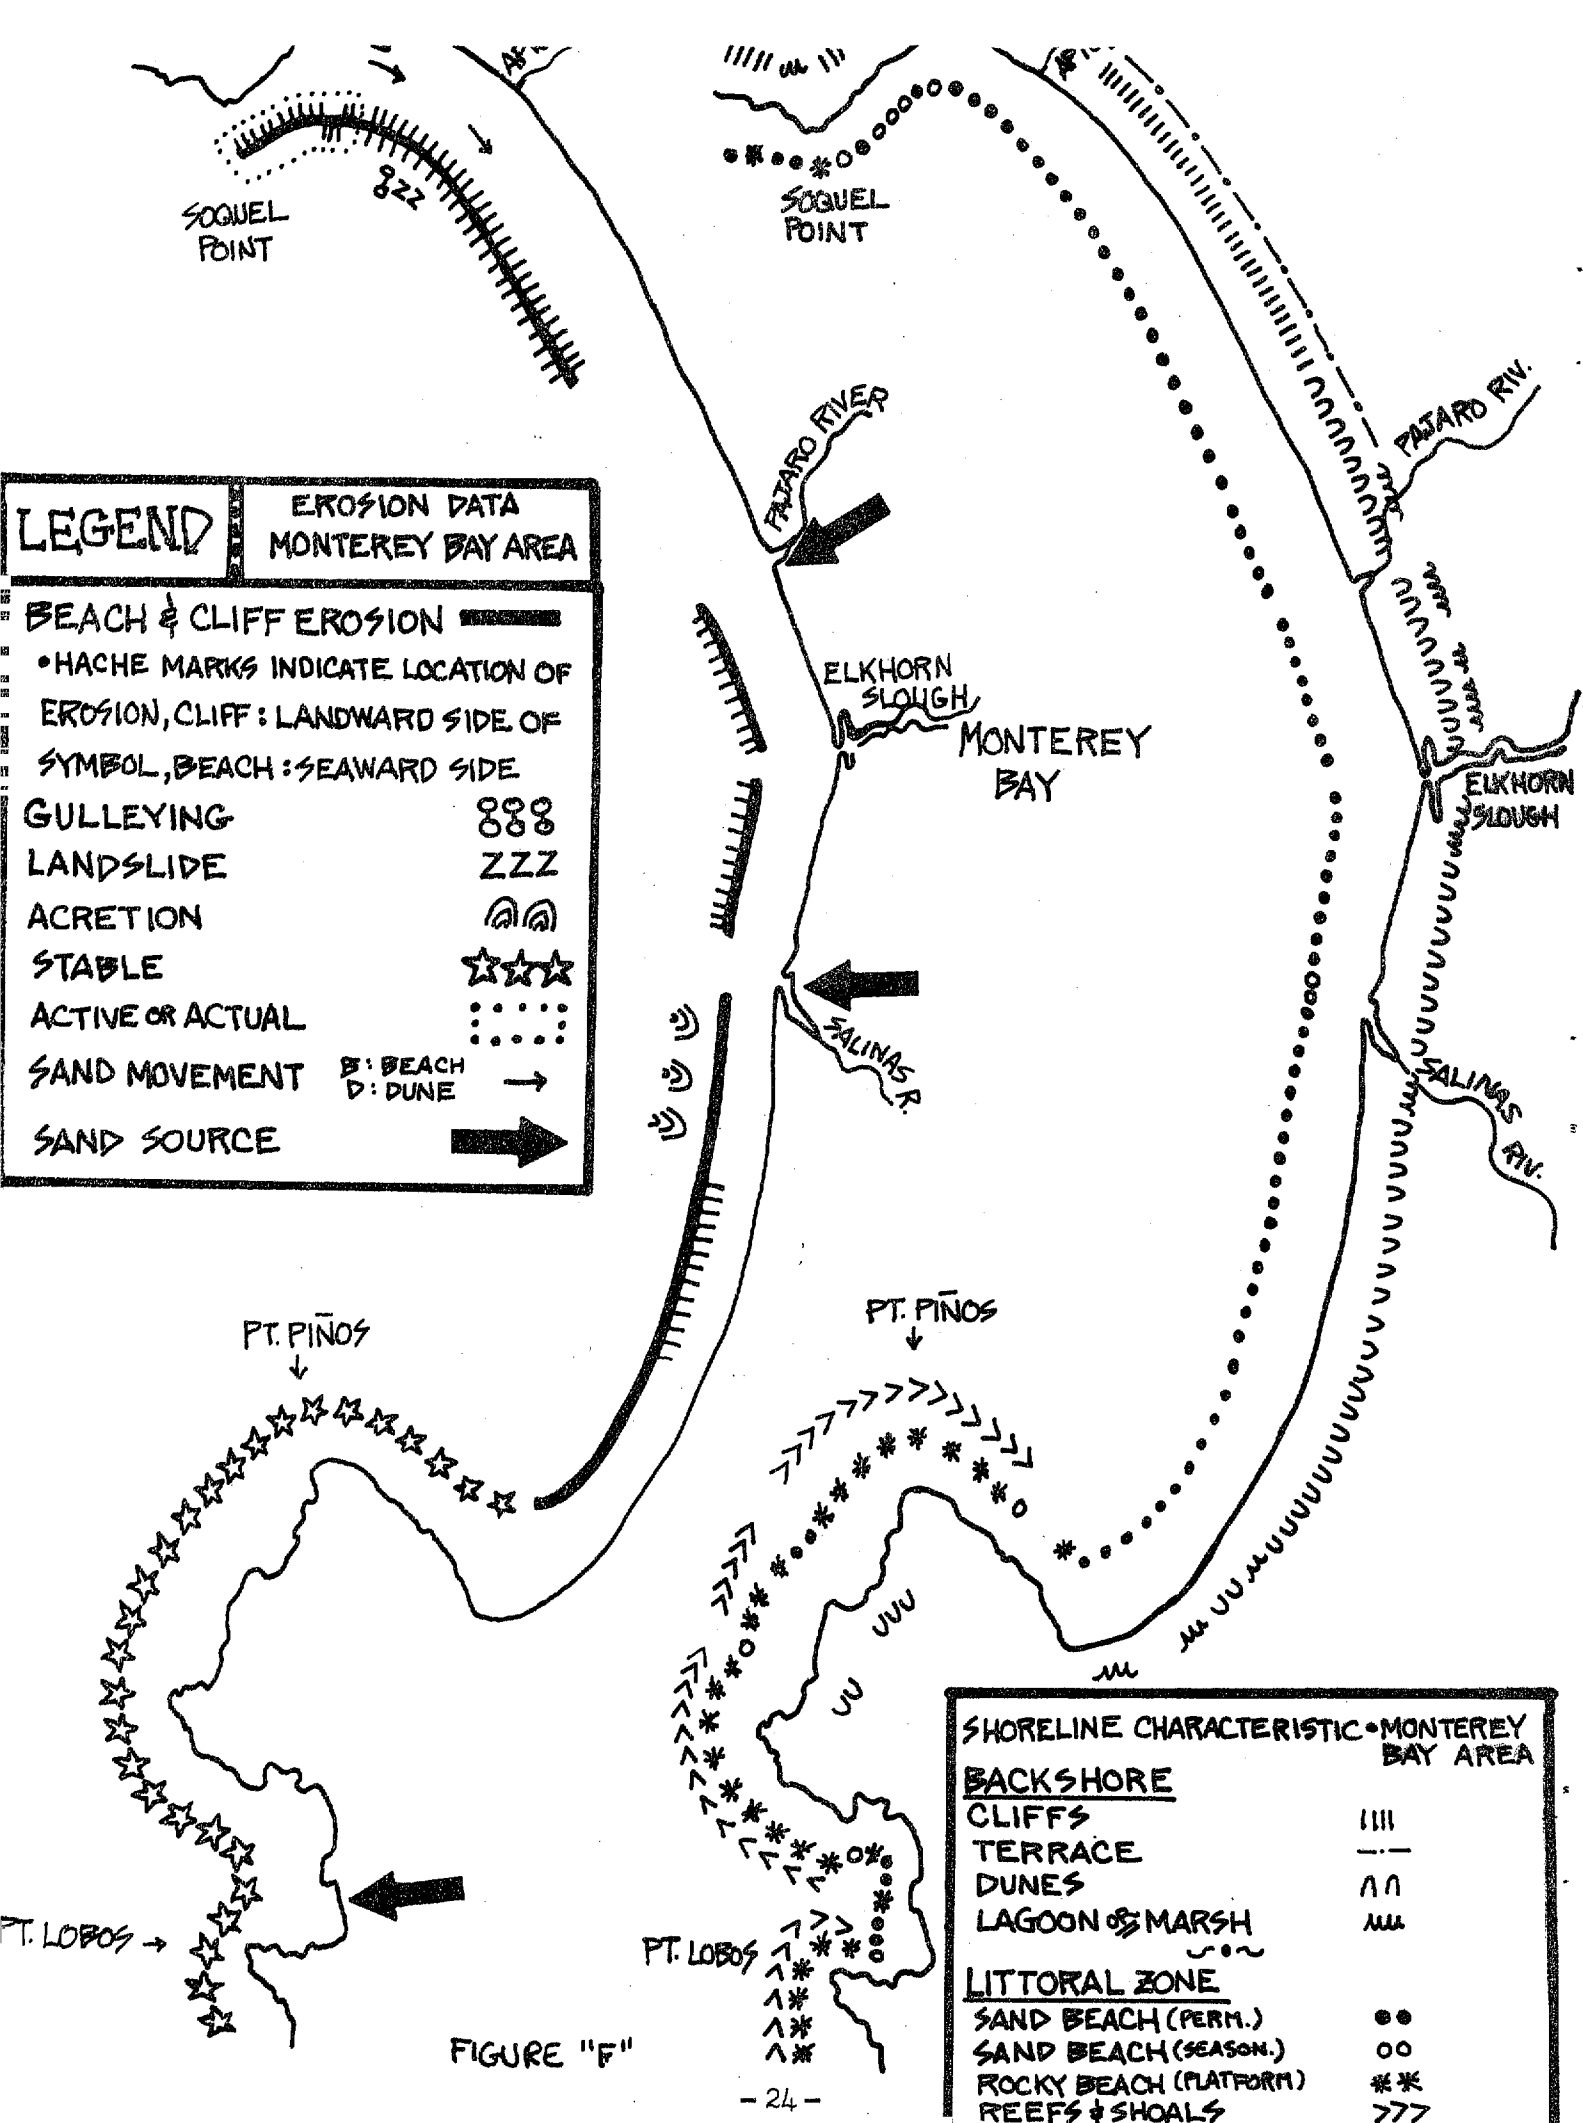 SOQUEL
POINT
ZZ
SOQUEL
POINT
PAJARO RIVER
PAJARO RIV.
LEGEND
EROSION DATA
MONTEREY BAY AREA
BEACH & CLIFF EROSION
•HACHE MARKS INDICATE LOCATION OF
EROSION, CLIFF: LANDWARD SIDE OF
SYMBOL, BEACH: SEAWARD SIDE
GULLEYING
LANDSLIDE ZZZ
ACRETION
STABLE
ACTIVE OR ACTUAL
SAND MOVEMENT B: BEACH
D: DUNE
SAND SOURCE
ELKHORN
SLOUGH
MONTEREY
BAY
ELKHORN
SLOUGH
SALINAS R.
SALINAS
RIV.
PT. PIÑOS
PT. PIÑOS
PT. LOBOS
PT. LOBOS
SHORELINE CHARACTERISTIC•MONTEREY
BAY AREA
BACKSHORE
CLIFFS
TERRACE
DUNES
LAGOON OR MARSH
LITTORAL ZONE
SAND BEACH (PERM.)
SAND BEACH (SEASON.)
ROCKY BEACH (PLATFORM)
REEFS & SHOALS
FIGURE "F"
- 24 -